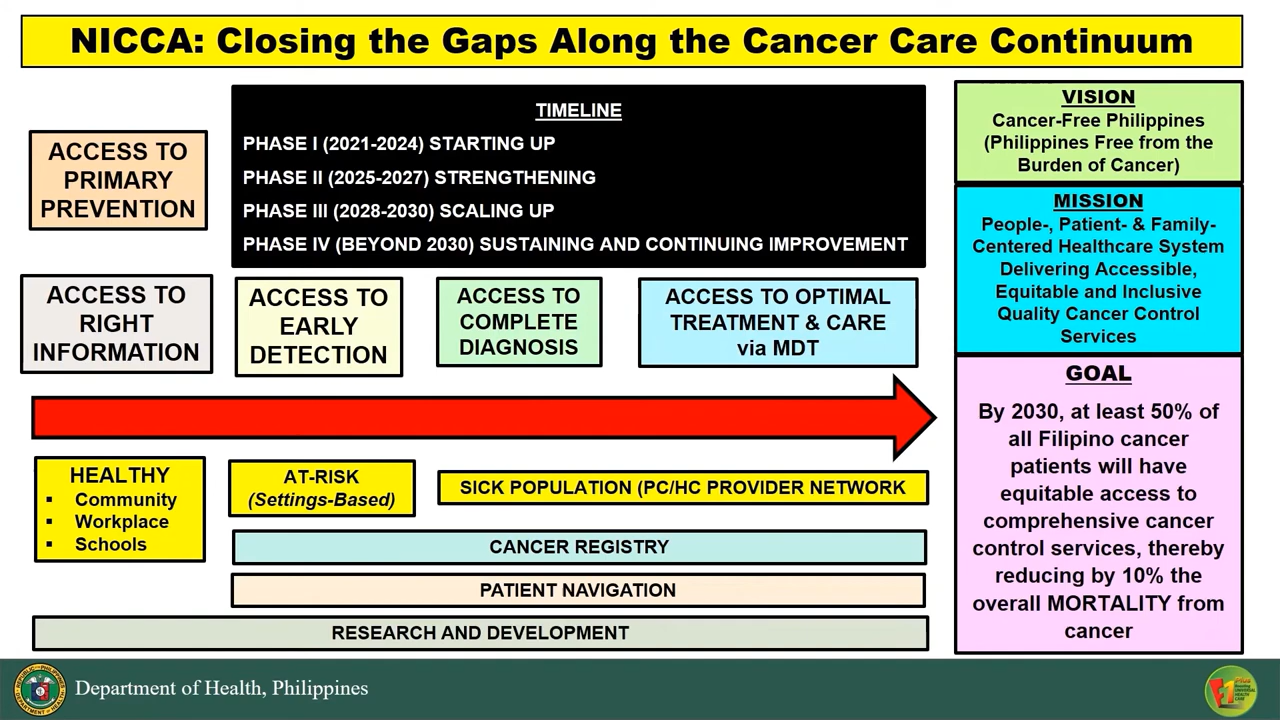 NICCA: Closing the Gaps Along the Cancer Care Continuum
ACCESS TO
PRIMARY
PREVENTION
TIMELINE
PHASE I (2021-2024) STARTING UP
PHASE II (2025-2027) STRENGTHENING
PHASE III (2028-2030) SCALING UP
PHASE IV (BEYOND 2030) SUSTAINING AND CONTINUING IMPROVEMENT
ACCESS TO
RIGHT
INFORMATION
ACCESS TO
EARLY
DETECTION
ACCESS TO
COMPLETE
DIAGNOSIS
ACCESS TO OPTIMAL
TREATMENT & CARE
via MDT
HEALTHY
▪ Community
▪ Workplace
▪ Schools
AT-RISK
(Settings-Based)
SICK POPULATION (PC/HC PROVIDER NETWORK
CANCER REGISTRY
PATIENT NAVIGATION
RESEARCH AND DEVELOPMENT
VISION
Cancer-Free Philippines
(Philippines Free from the
Burden of Cancer)
MISSION
People-, Patient- & Family-
Centered Healthcare System
Delivering Accessible,
Equitable and Inclusive
Quality Cancer Control
Services
GOAL
By 2030, at least 50% of
all Filipino cancer
patients will have
equitable access to
comprehensive cancer
control services, thereby
reducing by 10% the
overall MORTALITY from
cancer
Department of Health, Philippines